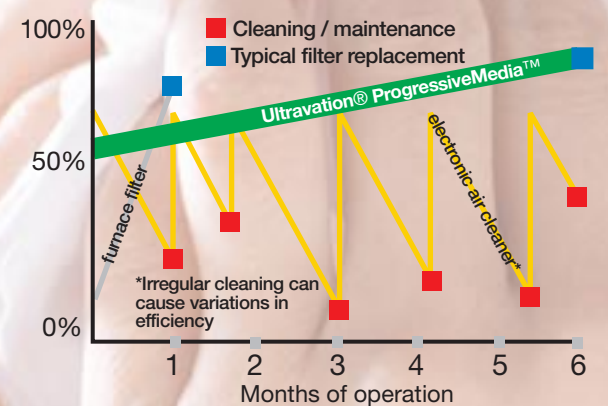 100%
Cleaning / maintenance
Typical filter replacement
Ultravation® ProgressiveMedia™
50%
furnace filter
electronic air cleaner*
*Irregular cleaning can
cause variations in
efficiency
0%
1 2 3 4 5 6
Months of operation